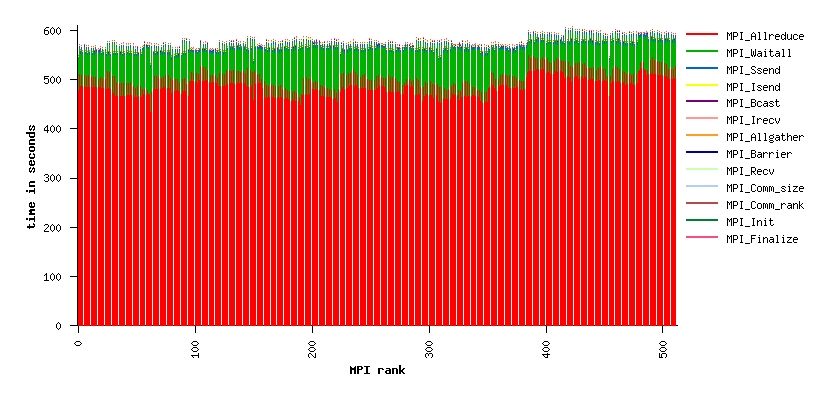 600
500
400
300
200
100
0
time in seconds
0
100
200
300
400
500
MPI rank
MPI_Allreduce
MPI_Waitall
MPI_Ssend
MPI_Isend
MPI_Bcast
MPI_Irecv
MPI_Allgather
MPI_Barrier
MPI_Recv
MPI_Comm_size
MPI_Comm_rank
MPI_Init
MPI_Finalize